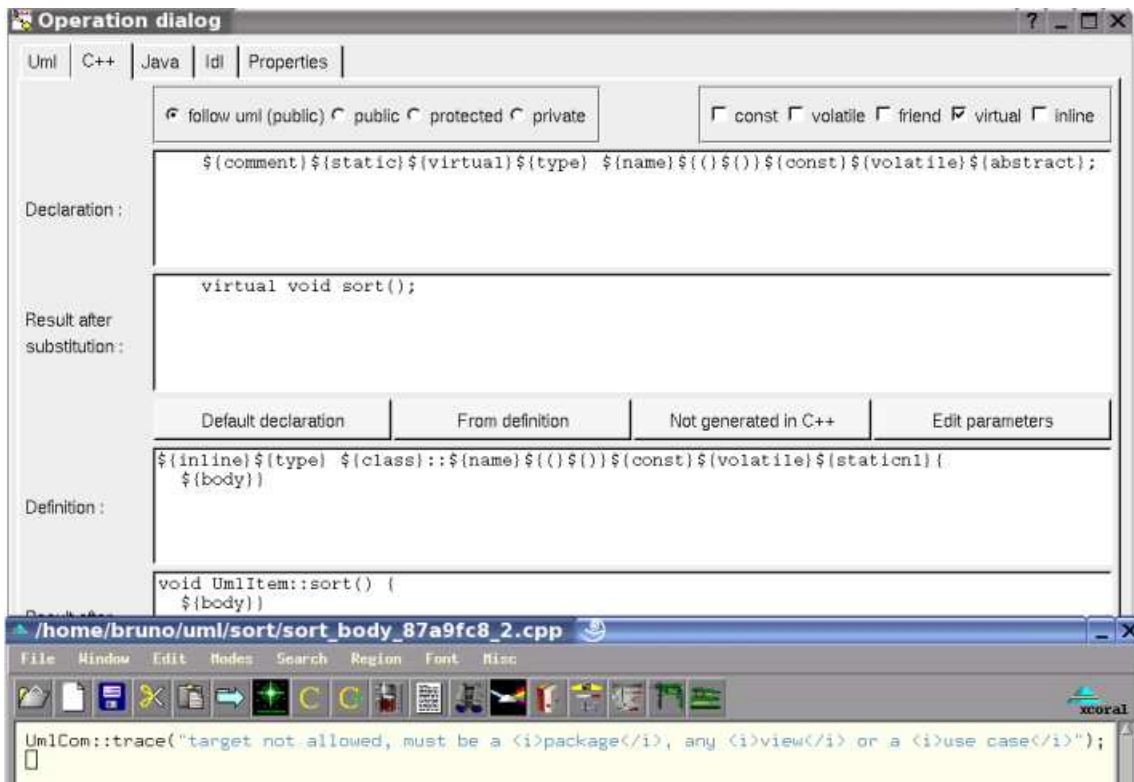 Operation dialog
Uml C++ Java Idl Properties
follow uml (public) public protected private const volatile friend virtual inline
${comment}${static}${virtual}${type} ${name}${(}${)}${const}${volatile}${abstract};
Declaration :
virtual void sort();
Result after
substitution :
Default declaration From definition Not generated in C++ Edit parameters
${inline}${type} ${class}::${name}${(}${)}${const}${volatile}${staticnl}{
${body}}
Definition :
void UmlItem::sort() {
${body}}
Result after
/home/bruno/uml/sort/sort_body_87a9fc8_2.cpp
File Window Edit Modes Search Region Font Misc
xcoral
UmlCom::trace("target not allowed, must be a <i>package</i>, any <i>view</i> or a <i>use case</i>");